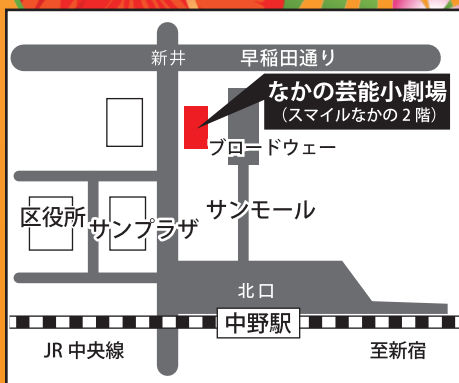 新井
早稲田通り
なかの芸能小劇場
（スマイルなかの2階）
ブロードウェー
区役所
サンプラザ
サンモール
北口
中野駅
JR 中央線
至新宿